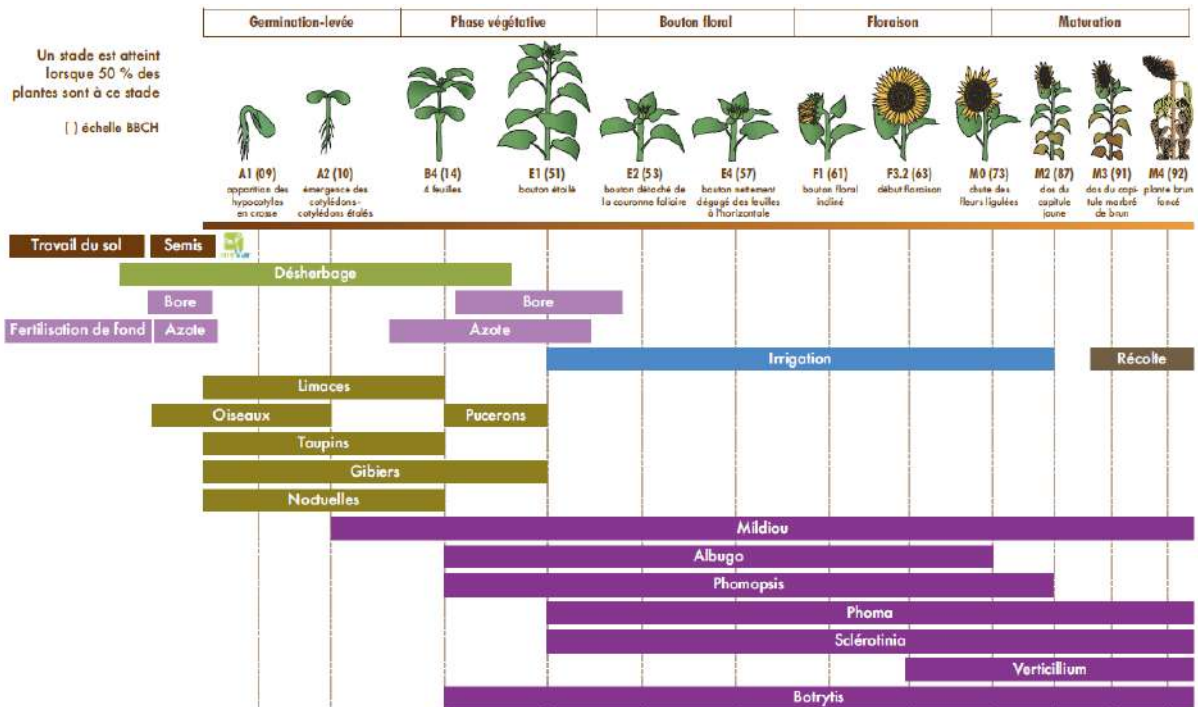 Germination-levée
Phase végétative
Bouton floral
Floraison
Maturation
Un stade est atteint
lorsque 50 % des
plantes sont à ce stade
( ) échelle BBCH
A1 (09)
apparition des
hypocotyles
en crosse
A2 (10)
émergence des
cotylédons-
cotylédons étalés
B4 (14)
4 feuilles
E1 (51)
bouton étoilé
E2 (53)
bouton détaché de
la couronne foliaire
E4 (57)
bouton nettement
dégagé des feuilles
à l'horizontale
F1 (61)
bouton floral
incliné
F3.2 (63)
début floraison
M0 (73)
chute des
fleurs ligulées
M2 (87)
dos du
capitule
jaune
M3 (91)
dos du capi-
tule marbré
de brun
M4 (92)
plante brun
foncé
Travail du sol
Semis
Désherbage
Bore
Bore
Fertilisation de fond
Azote
Azote
Irrigation
Récolte
Limaces
Oiseaux
Pucerons
Taupins
Gibiers
Noctuelles
Mildiou
Albugo
Phomopsis
Phoma
Sclérotinia
Verticillium
Botrytis